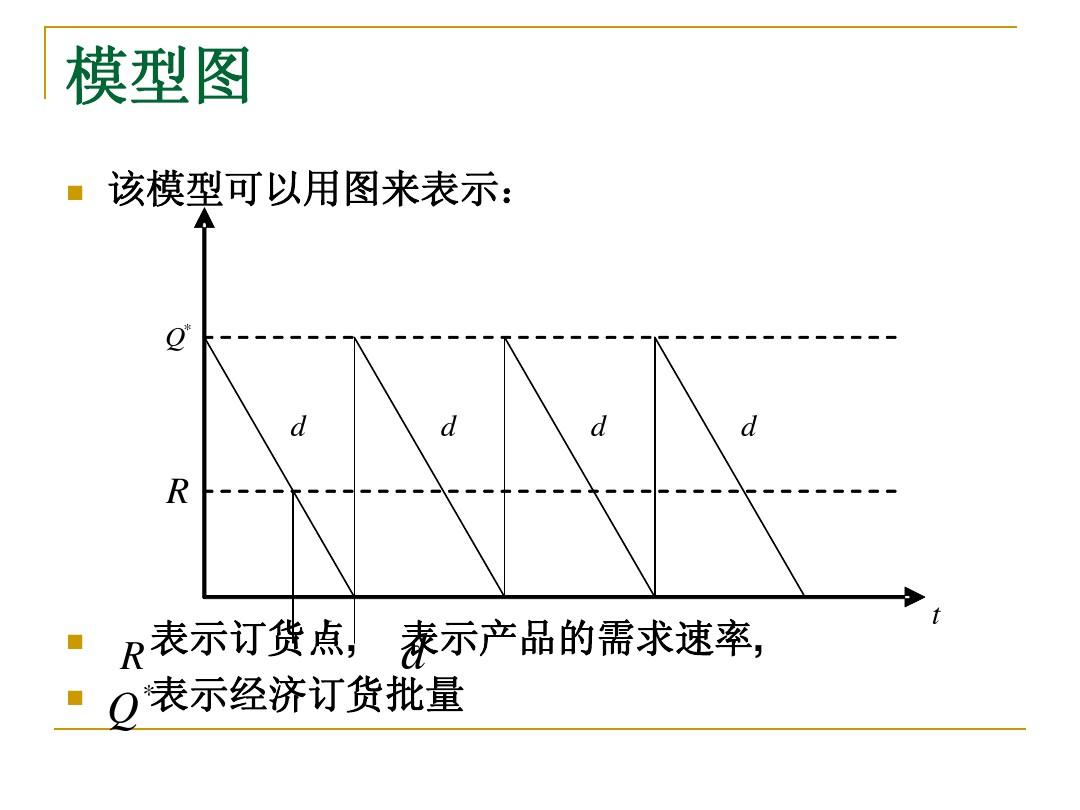 模型图
该模型可以用图来表示：
Q*
d d d d
R
t
R 表示订货点， d 表示产品的需求速率，
Q* 表示经济订货批量